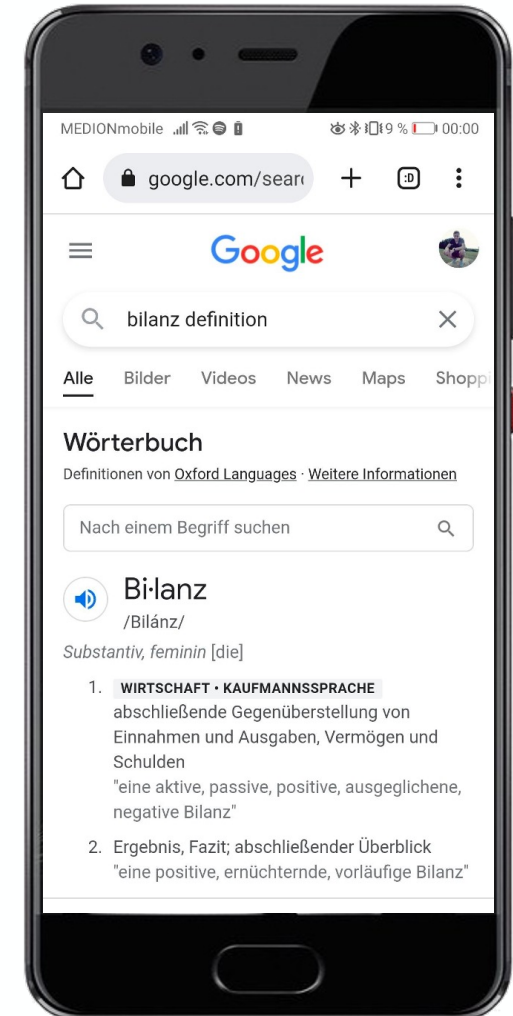 MEDIONmobile 9 % 00:00
google.com/sear
:D
Google
bilanz definition
Alle Bilder Videos News Maps Shoppi
Wörterbuch
Definitionen von Oxford Languages · Weitere Informationen
Nach einem Begriff suchen
Bi·lanz
/Bilánz/
Substantiv, feminin [die]
1. WIRTSCHAFT • KAUFMANNSSPRACHE
abschließende Gegenüberstellung von
Einnahmen und Ausgaben, Vermögen und
Schulden
"eine aktive, passive, positive, ausgeglichene,
negative Bilanz"
2. Ergebnis, Fazit; abschließender Überblick
"eine positive, ernüchternde, vorläufige Bilanz"